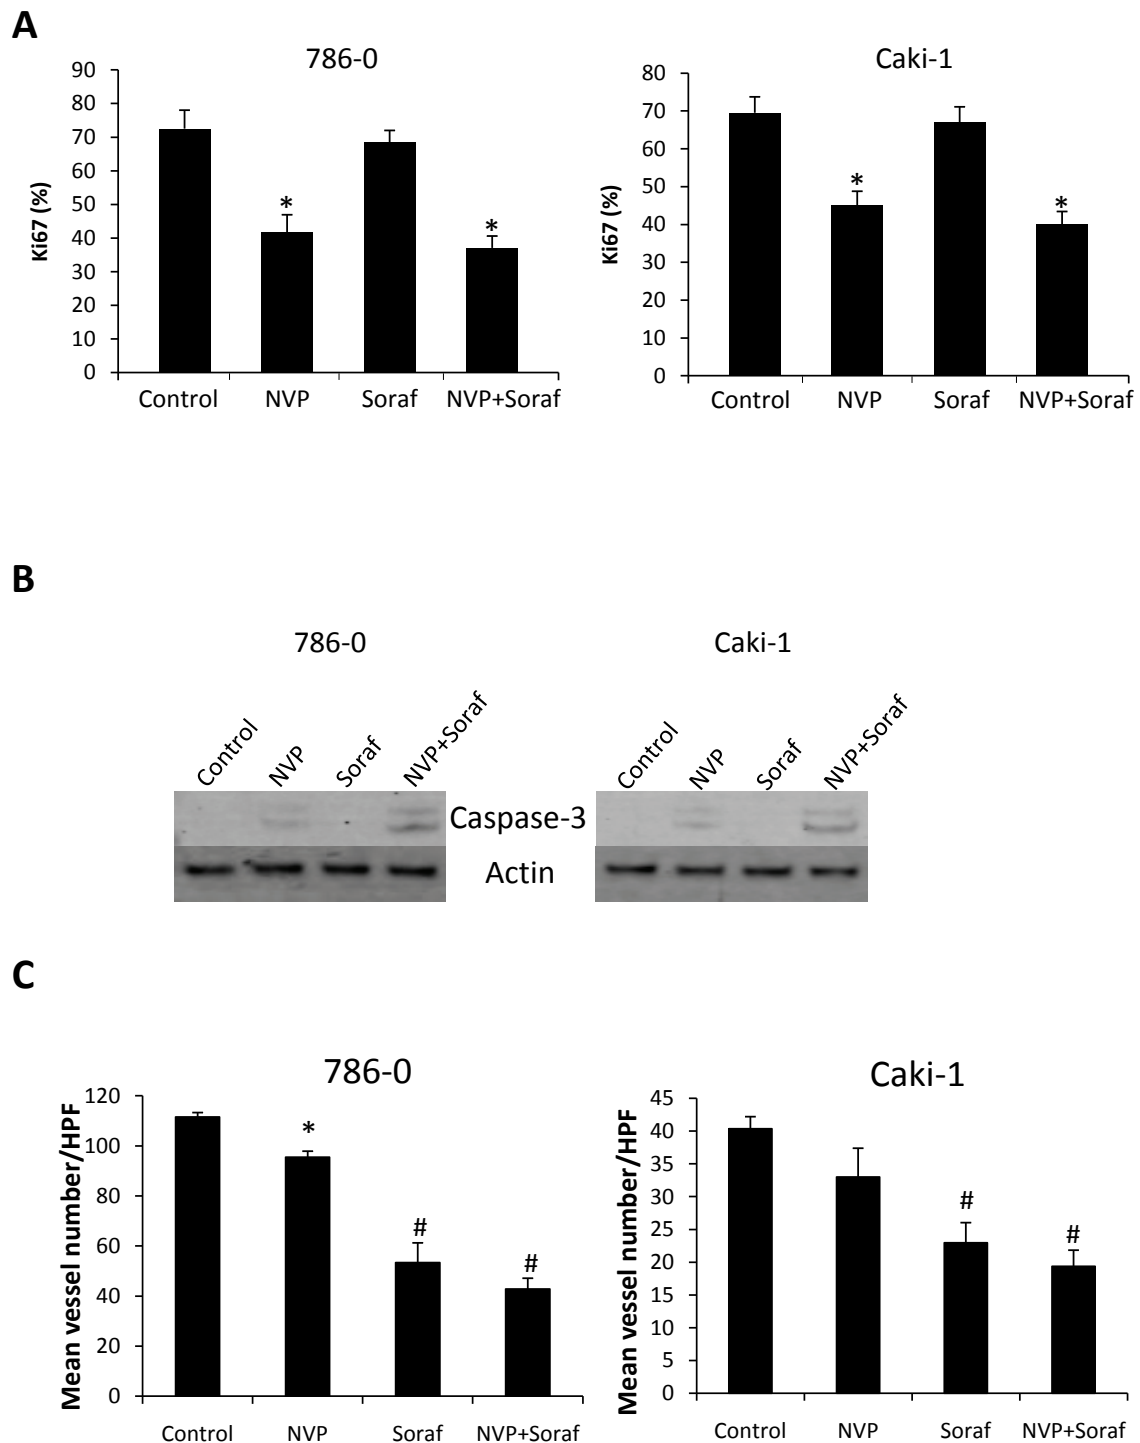 A
786-0
90
80
70
60
50
40
30
20
10
0
Ki67 (%)
*
*
Control NVP Soraf NVP+Soraf
Caki-1
80
70
60
50
40
30
20
10
0
Ki67 (%)
*
*
Control NVP Soraf NVP+Soraf
B
786-0
Control NVP Soraf NVP+Soraf
Caki-1
Control NVP Soraf NVP+Soraf
Caspase-3
Actin
C
786-0
120
100
80
60
40
20
0
Mean vessel number/HPF
*
#
#
Control NVP Soraf NVP+Soraf
Caki-1
45
40
35
30
25
20
15
10
5
0
Mean vessel number/HPF
#
#
Control NVP Soraf NVP+Soraf